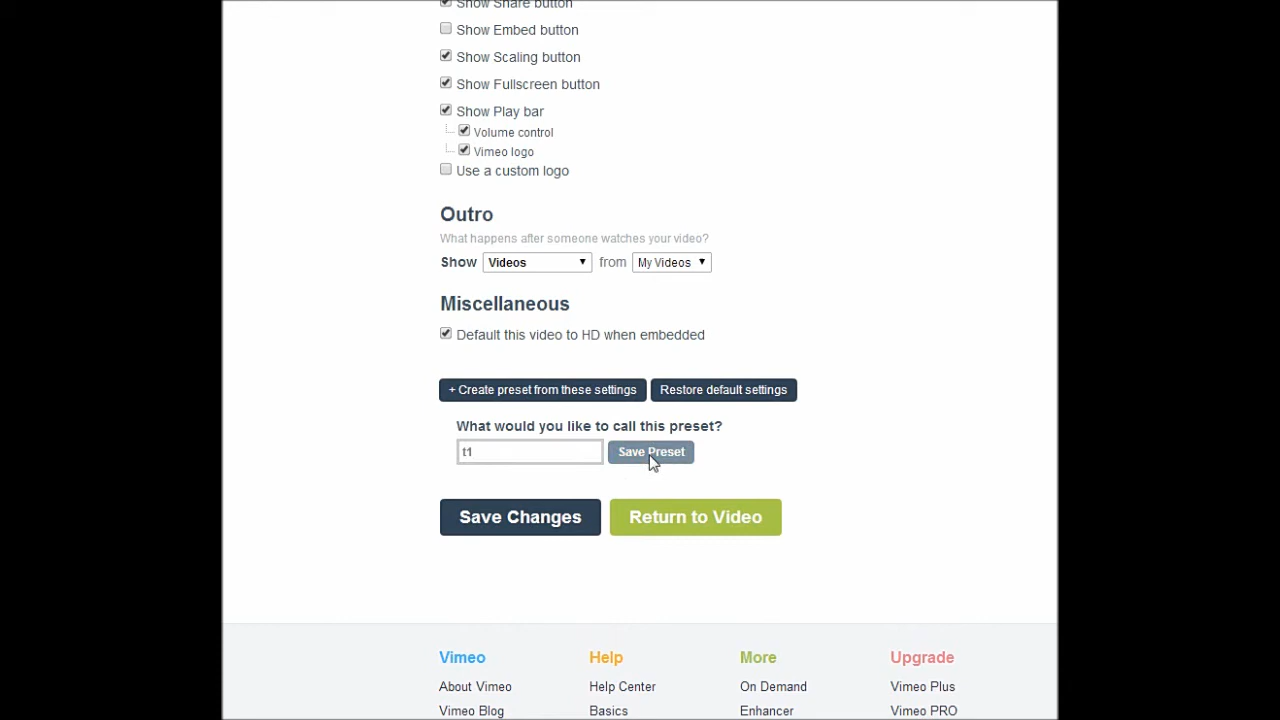 Show Share button
Show Embed button
Show Scaling button
Show Fullscreen button
Show Play bar
Volume control
Vimeo logo
Use a custom logo
Outro
What happens after someone watches your video?
Show Videos from My Videos
Miscellaneous
Default this video to HD when embedded
+ Create preset from these settings Restore default settings
What would you like to call this preset?
t1 Save Preset
Save Changes Return to Video
Vimeo Help More Upgrade
About Vimeo Help Center On Demand Vimeo Plus
Vimeo Blog Basics Enhancer Vimeo PRO